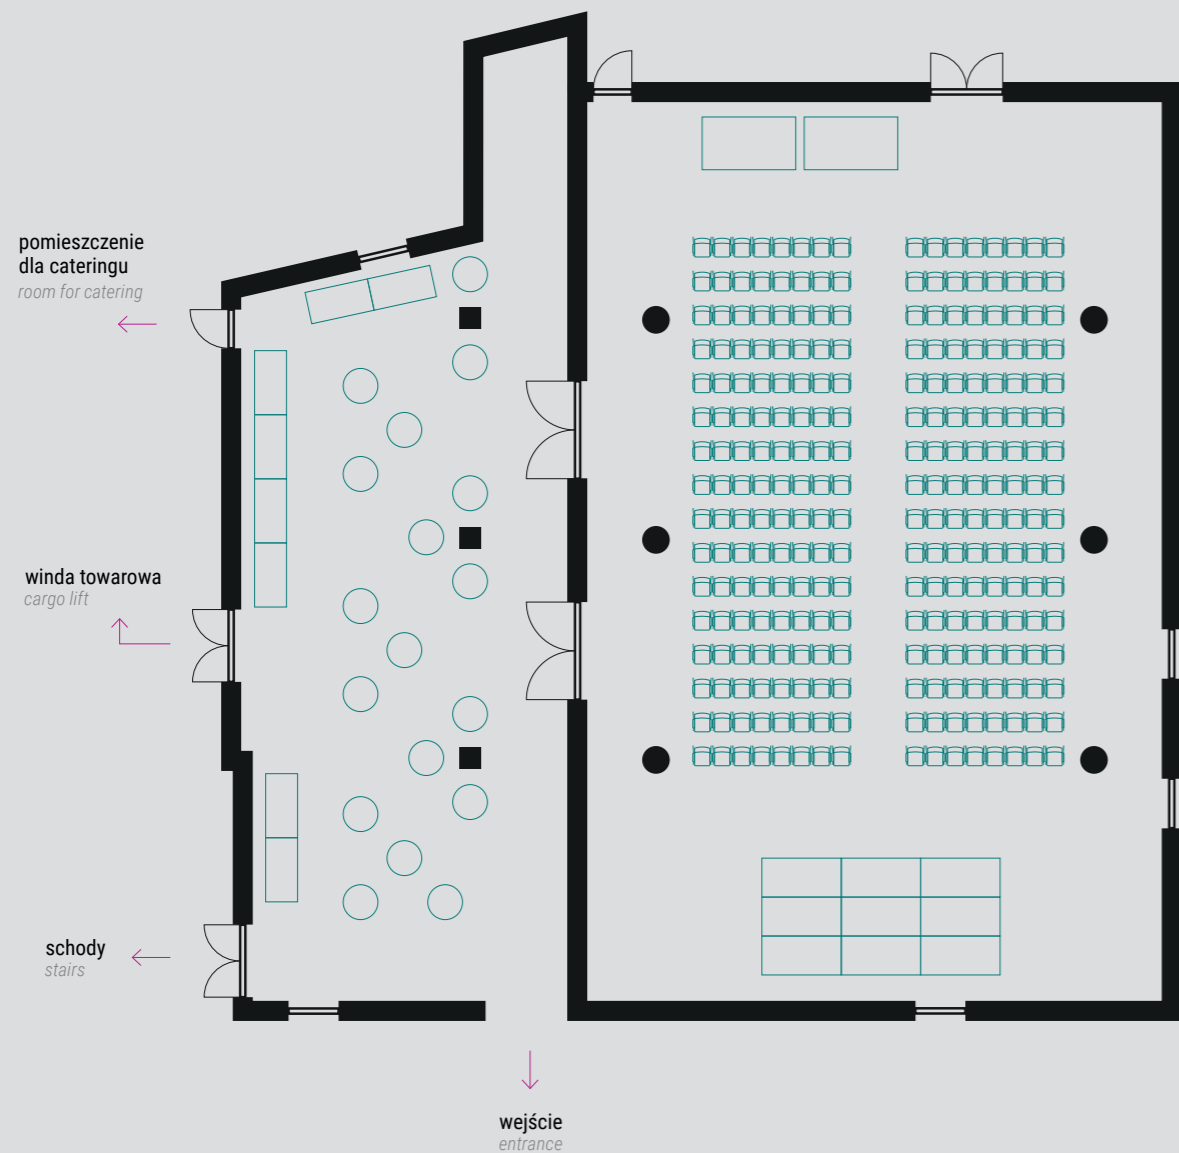 pomieszczenie
dla cateringu
room for catering
winda towarowa
cargo lift
schody
stairs
wejście
entrance